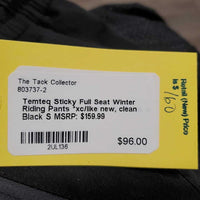 The Tack Collector
803737-2
Temteq Sticky Full Seat Winter
Riding Pants *xc/like new, clean
Black S MSRP: $159.99
$96.00
2UL136
Retail (New) Price
is $
160